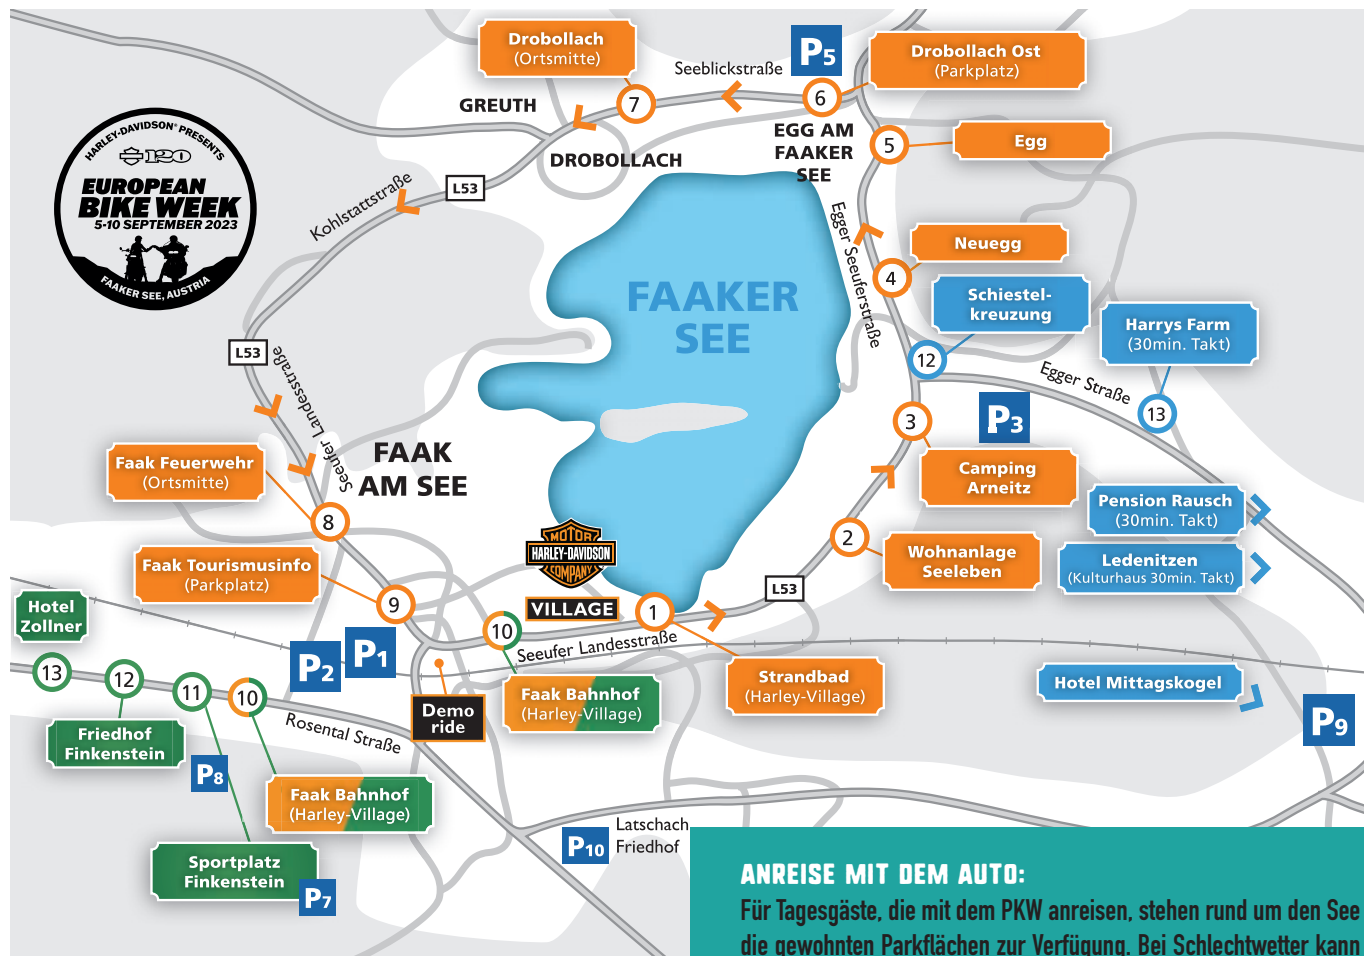 HARLEY-DAVIDSON® PRESENTS
120
EUROPEAN
BIKE WEEK
5-10 SEPTEMBER 2023
FAAKER SEE, AUSTRIA
Drobollach
(Ortsmitte)
Seeblickstraße
P5
Drobollach Ost
(Parkplatz)
7
6
GREUTH
EGG AM
FAAKER
SEE
5
Egg
DROBOLLACH
L53
Kohlstattstraße
Egger Seeuferstraße
Neuegg
4
Schiestel-
kreuzung
FAAKER
SEE
Harrys Farm
(30min. Takt)
L53
12
Egger Straße
Seeufer Landesstraße
13
P3
3
FAAK
AM SEE
Faak Feuerwehr
(Ortsmitte)
Camping
Arneitz
8
Pension Rausch
(30min. Takt)
MOTOR
HARLEY-DAVIDSON
COMPANY
2
Wohnanlage
Seeleben
Ledenitzen
(Kulturhaus 30min. Takt)
Faak Tourismusinfo
(Parkplatz)
9
L53
VILLAGE
1
Hotel
Zollner
10
Seeufer Landesstraße
P2
P1
13
12
11
10
Strandbad
(Harley-Village)
Hotel Mittagskogel
Faak Bahnhof
(Harley-Village)
Demo
ride
P9
Rosental Straße
Friedhof
Finkenstein
P8
Faak Bahnhof
(Harley-Village)
Latschach
Friedhof
P10
Sportplatz
Finkenstein
P7
ANREISE MIT DEM AUTO:
Für Tagesgäste, die mit dem PKW anreisen, stehen rund um den See
die gewohnten Parkflächen zur Verfügung. Bei Schlechtwetter kann